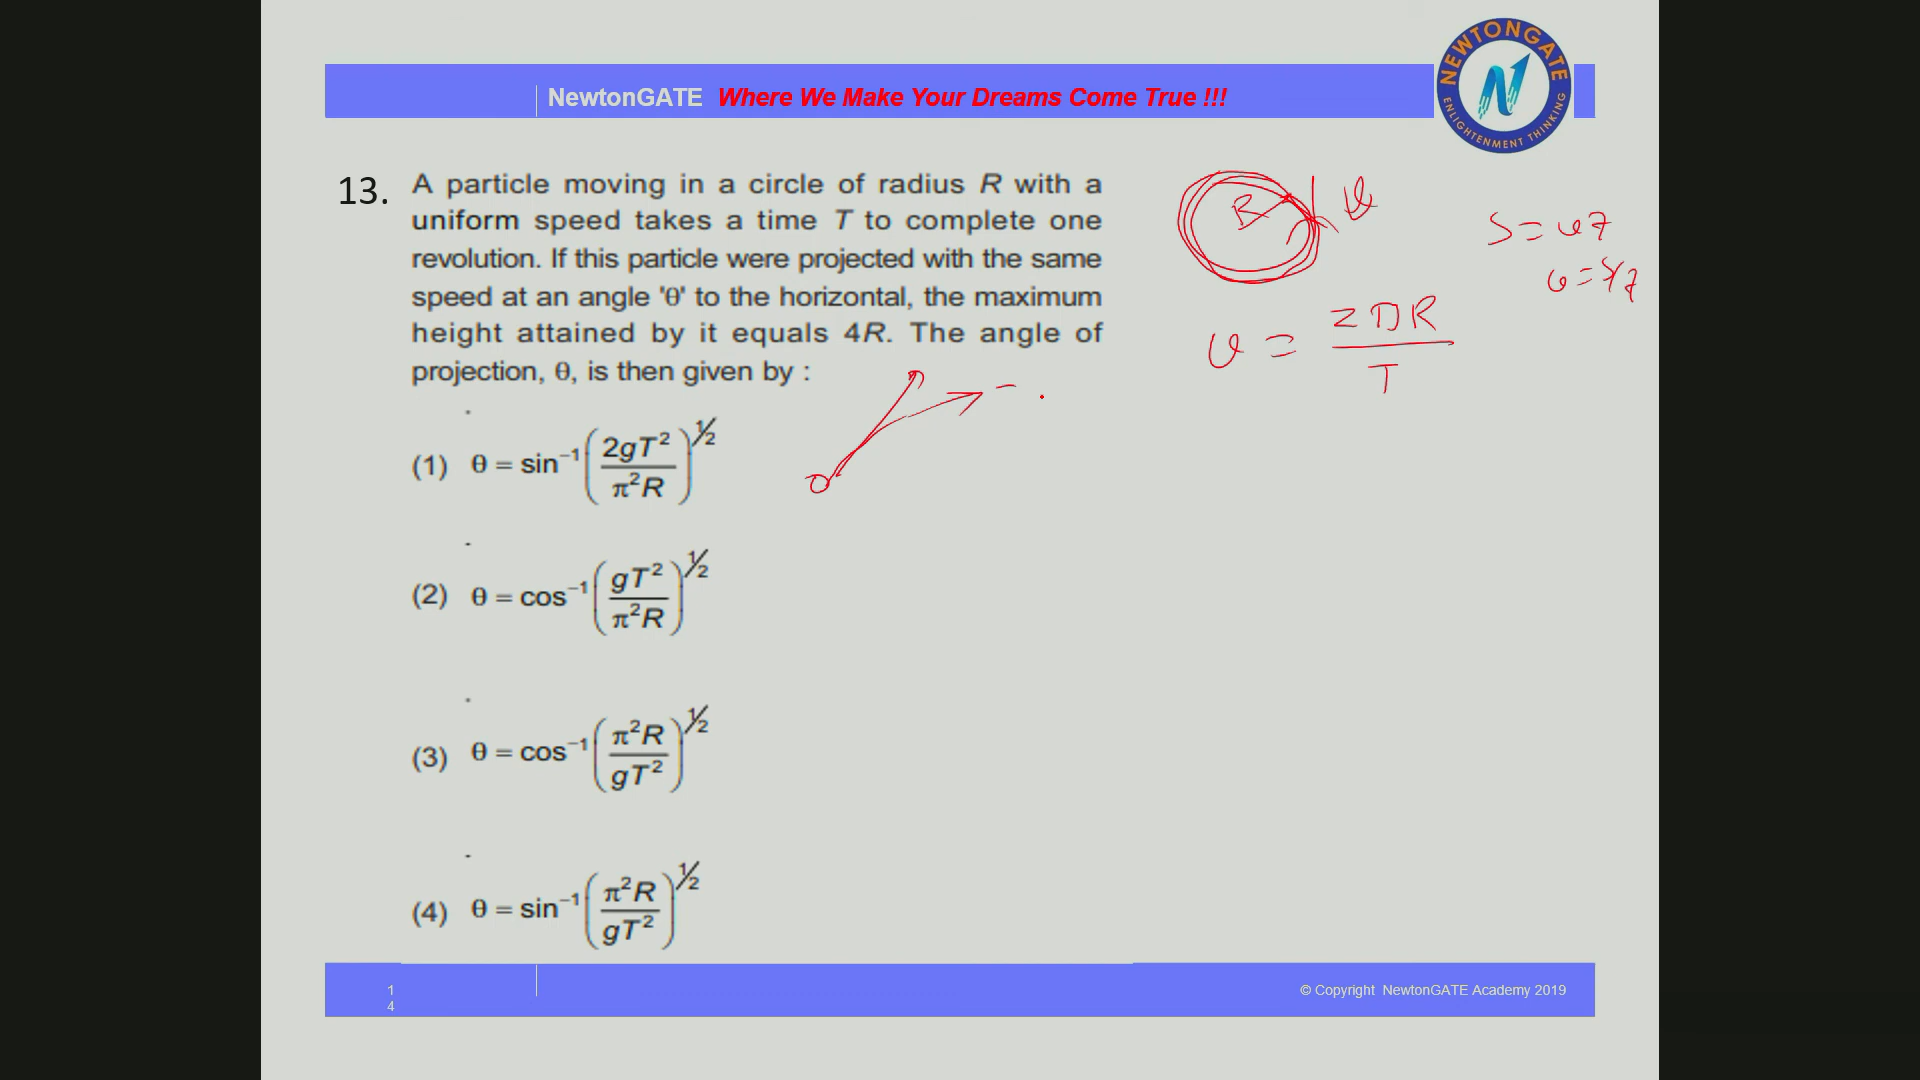 NewtonGATE Where We Make Your Dreams Come True !!!
NEWTONGATE
ENLIGHTENMENT THINKING
13. A particle moving in a circle of radius R with a
uniform speed takes a time T to complete one
revolution. If this particle were projected with the same
speed at an angle 'θ' to the horizontal, the maximum
height attained by it equals 4R. The angle of
projection, θ, is then given by :
(1) θ = sin⁻¹(2gT²/π²R)^½
(2) θ = cos⁻¹(gT²/π²R)^½
(3) θ = cos⁻¹(π²R/gT²)^½
(4) θ = sin⁻¹(π²R/gT²)^½
R
v = 2πR/T
14
© Copyright NewtonGATE Academy 2019